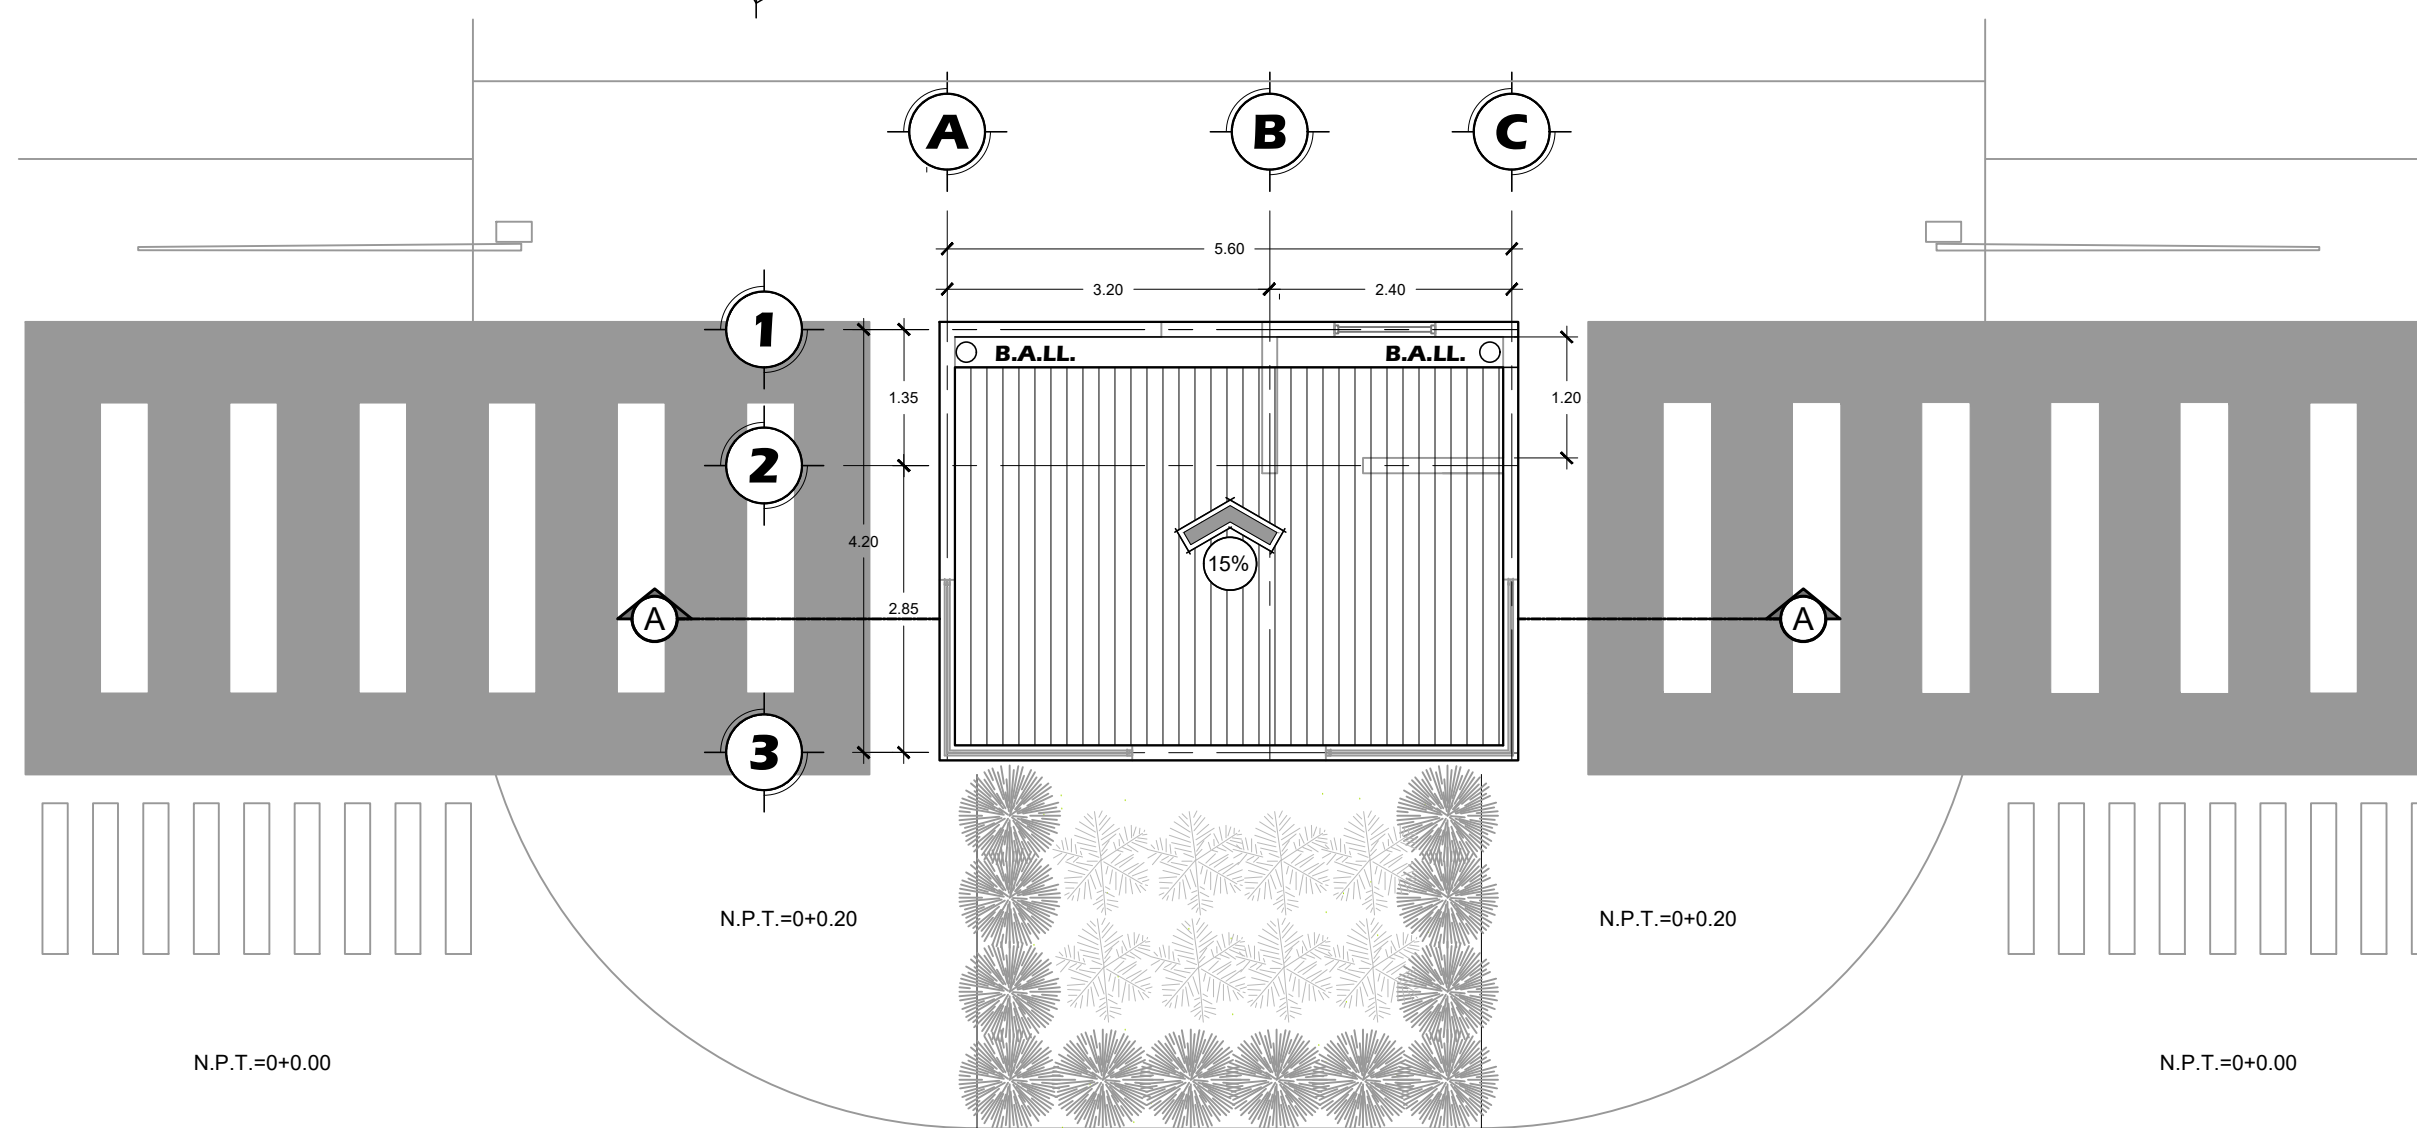 A B C
5.60
3.20 2.40
1
B.A.LL. B.A.LL.
1.35 1.20
2
4.20
15%
2.85
A A
3
N.P.T.=0+0.20 N.P.T.=0+0.20
N.P.T.=0+0.00 N.P.T.=0+0.00